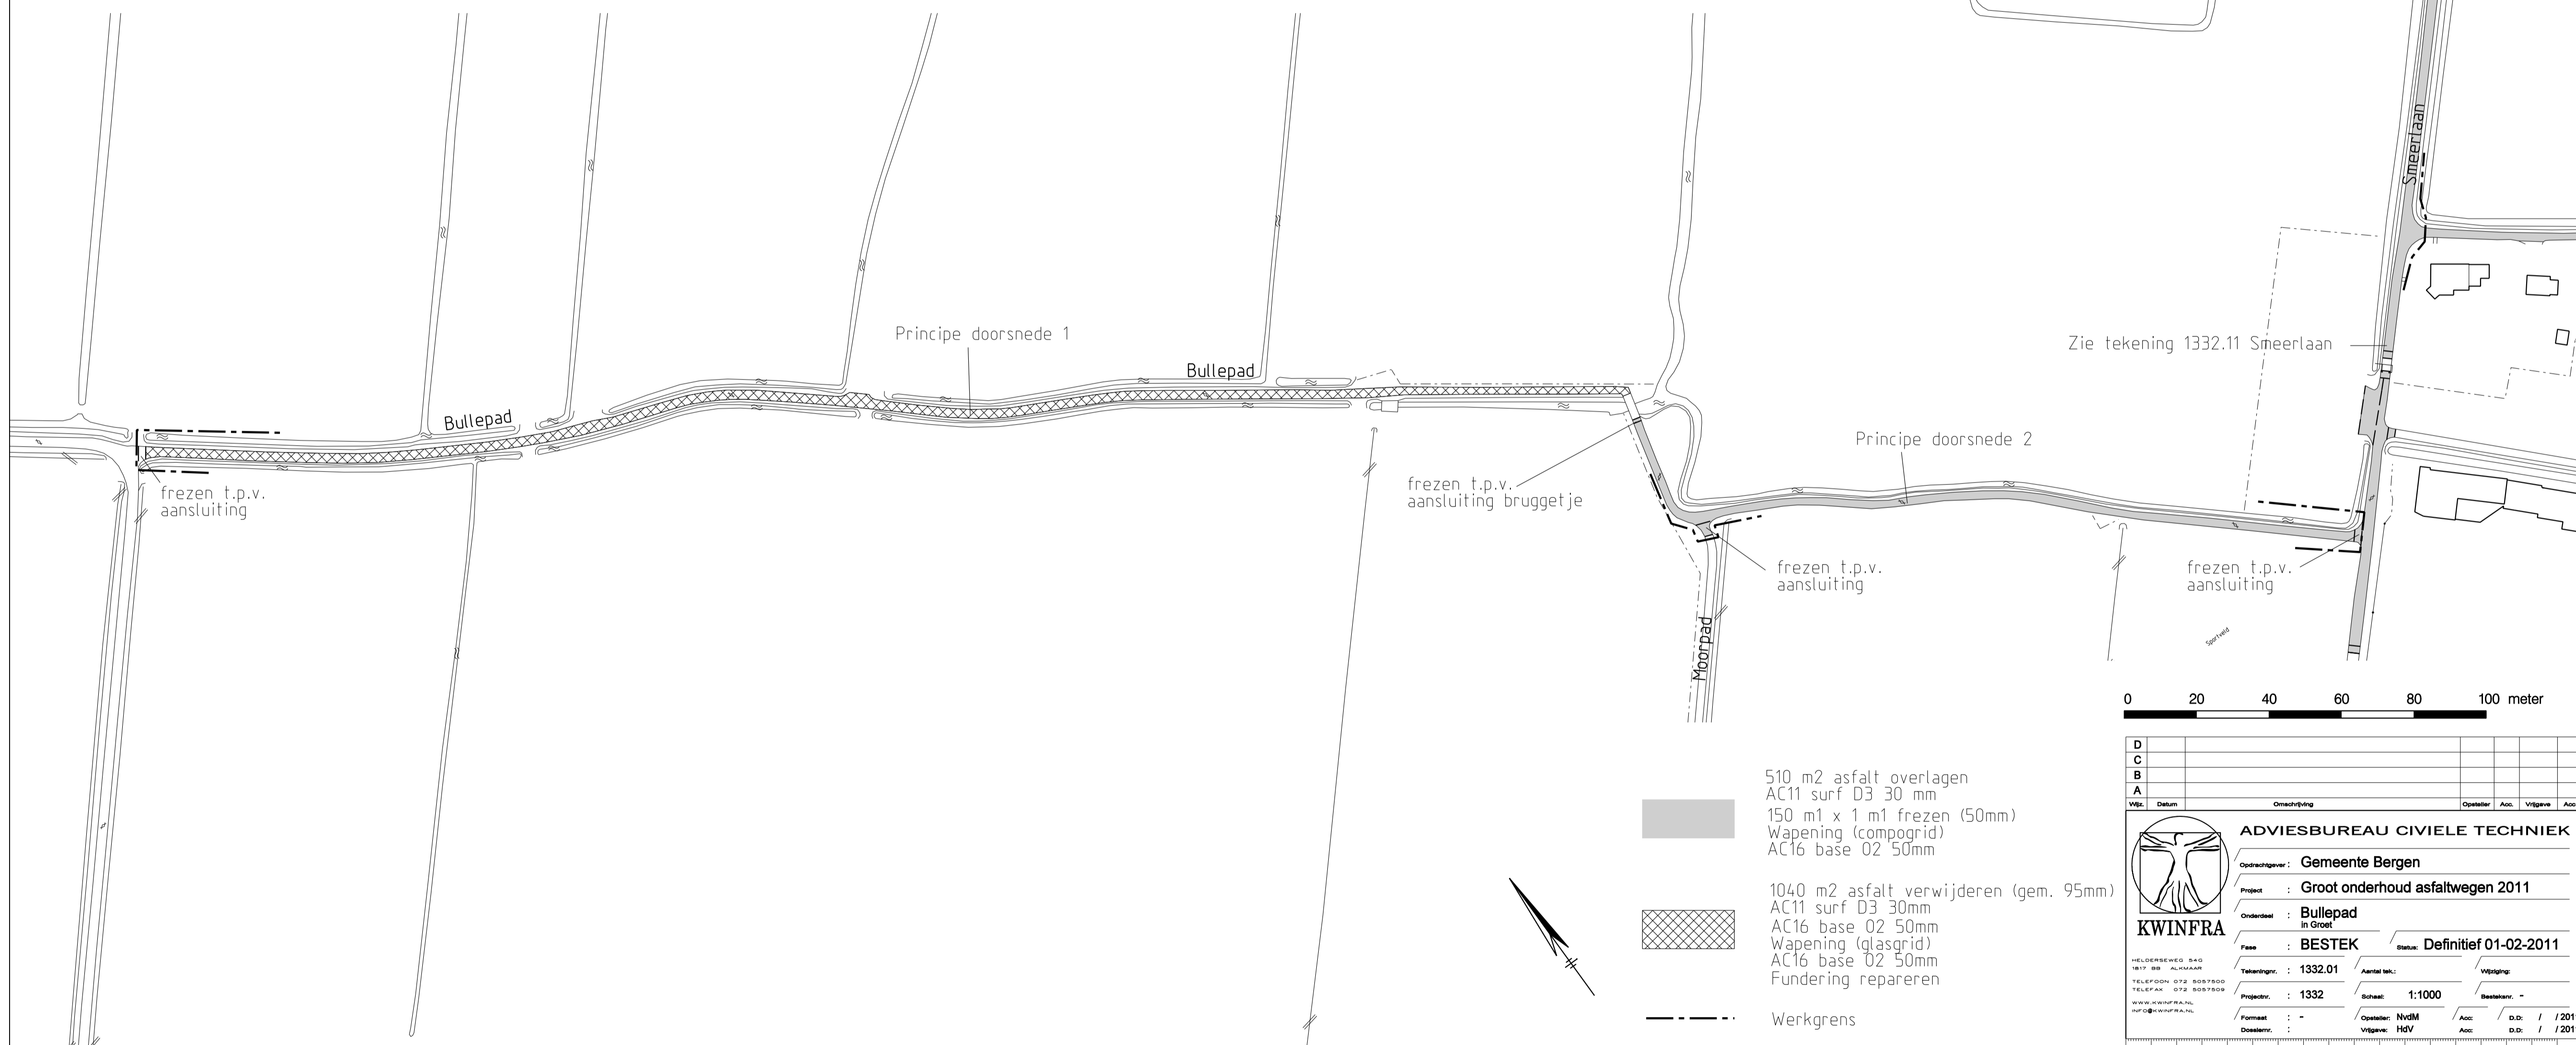 Smeerlaan
Principe doorsnede 1
Bullepad
Zie tekening 1332.11 Smeerlaan
Bullepad
Principe doorsnede 2
frezen t.p.v.
aansluiting
frezen t.p.v.
aansluiting bruggetje
frezen t.p.v.
aansluiting
frezen t.p.v.
aansluiting
Moorpad
Sportveld
0 20 40 60 80 100 meter
510 m2 asfalt overlagen
AC11 surf D3 30 mm
150 m1 x 1 m1 frezen (50mm)
Wapening (compogrid)
AC16 base 02 50mm
1040 m2 asfalt verwijderen (gem. 95mm)
AC11 surf D3 30mm
AC16 base 02 50mm
Wapening (glasgrid)
AC16 base 02 50mm
Fundering repareren
Werkgrens
D
C
B
A
Wijz. Datum Omschrijving Opsteller Acc. Vrijgave Acc
ADVIESBUREAU CIVIELE TECHNIEK
Opdrachtgever : Gemeente Bergen
Project : Groot onderhoud asfaltwegen 2011
Onderdeel : Bullepad
in Groet
KWINFRA
Fase : BESTEK Status: Definitief 01-02-2011
HELDERSEWEG 54G
1817 BB ALKMAAR
TELEFOON 072 5057500
TELEFAX 072 5057509
WWW.KWINFRA.NL
INFO@KWINFRA.NL
Tekeningnr. : 1332.01 Aantal tek.: Wijziging:
Projectnr. : 1332 Schaal: 1:1000 Besteksnr. -
Formaat : - Opsteller: NvdM Acc: D.D: / / 201
Dossiernr. : Vrijgave: HdV Acc: D.D: / / 201